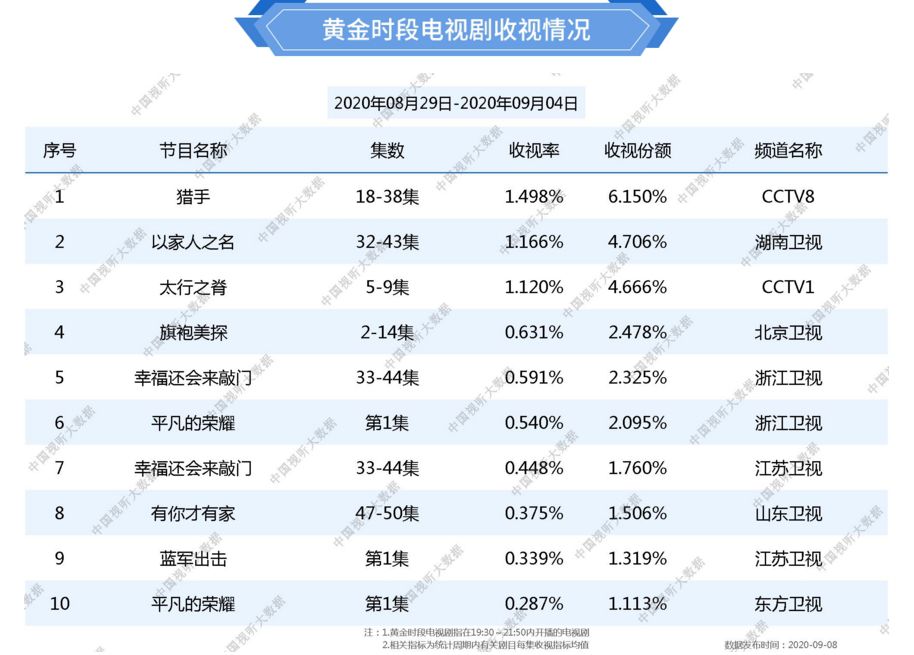 黄金时段电视剧收视情况
2020年08月29日-2020年09月04日
序号 节目名称 集数 收视率 收视份额 频道名称
1 猎手 18-38集 1.498% 6.150% CCTV8
2 以家人之名 32-43集 1.166% 4.706% 湖南卫视
3 太行之脊 5-9集 1.120% 4.666% CCTV1
4 旗袍美探 2-14集 0.631% 2.478% 北京卫视
5 幸福还会来敲门 33-44集 0.591% 2.325% 浙江卫视
6 平凡的荣耀 第1集 0.540% 2.095% 浙江卫视
7 幸福还会来敲门 33-44集 0.448% 1.760% 江苏卫视
8 有你才有家 47-50集 0.375% 1.506% 山东卫视
9 蓝军出击 第1集 0.339% 1.319% 江苏卫视
10 平凡的荣耀 第1集 0.287% 1.113% 东方卫视
注：1.黄金时段电视剧指在19:30～21:50内开播的电视剧
2.相关指标为统计周期内有关剧目每集收视指标均值
数据发布时间：2020-09-08
中国视听大数据